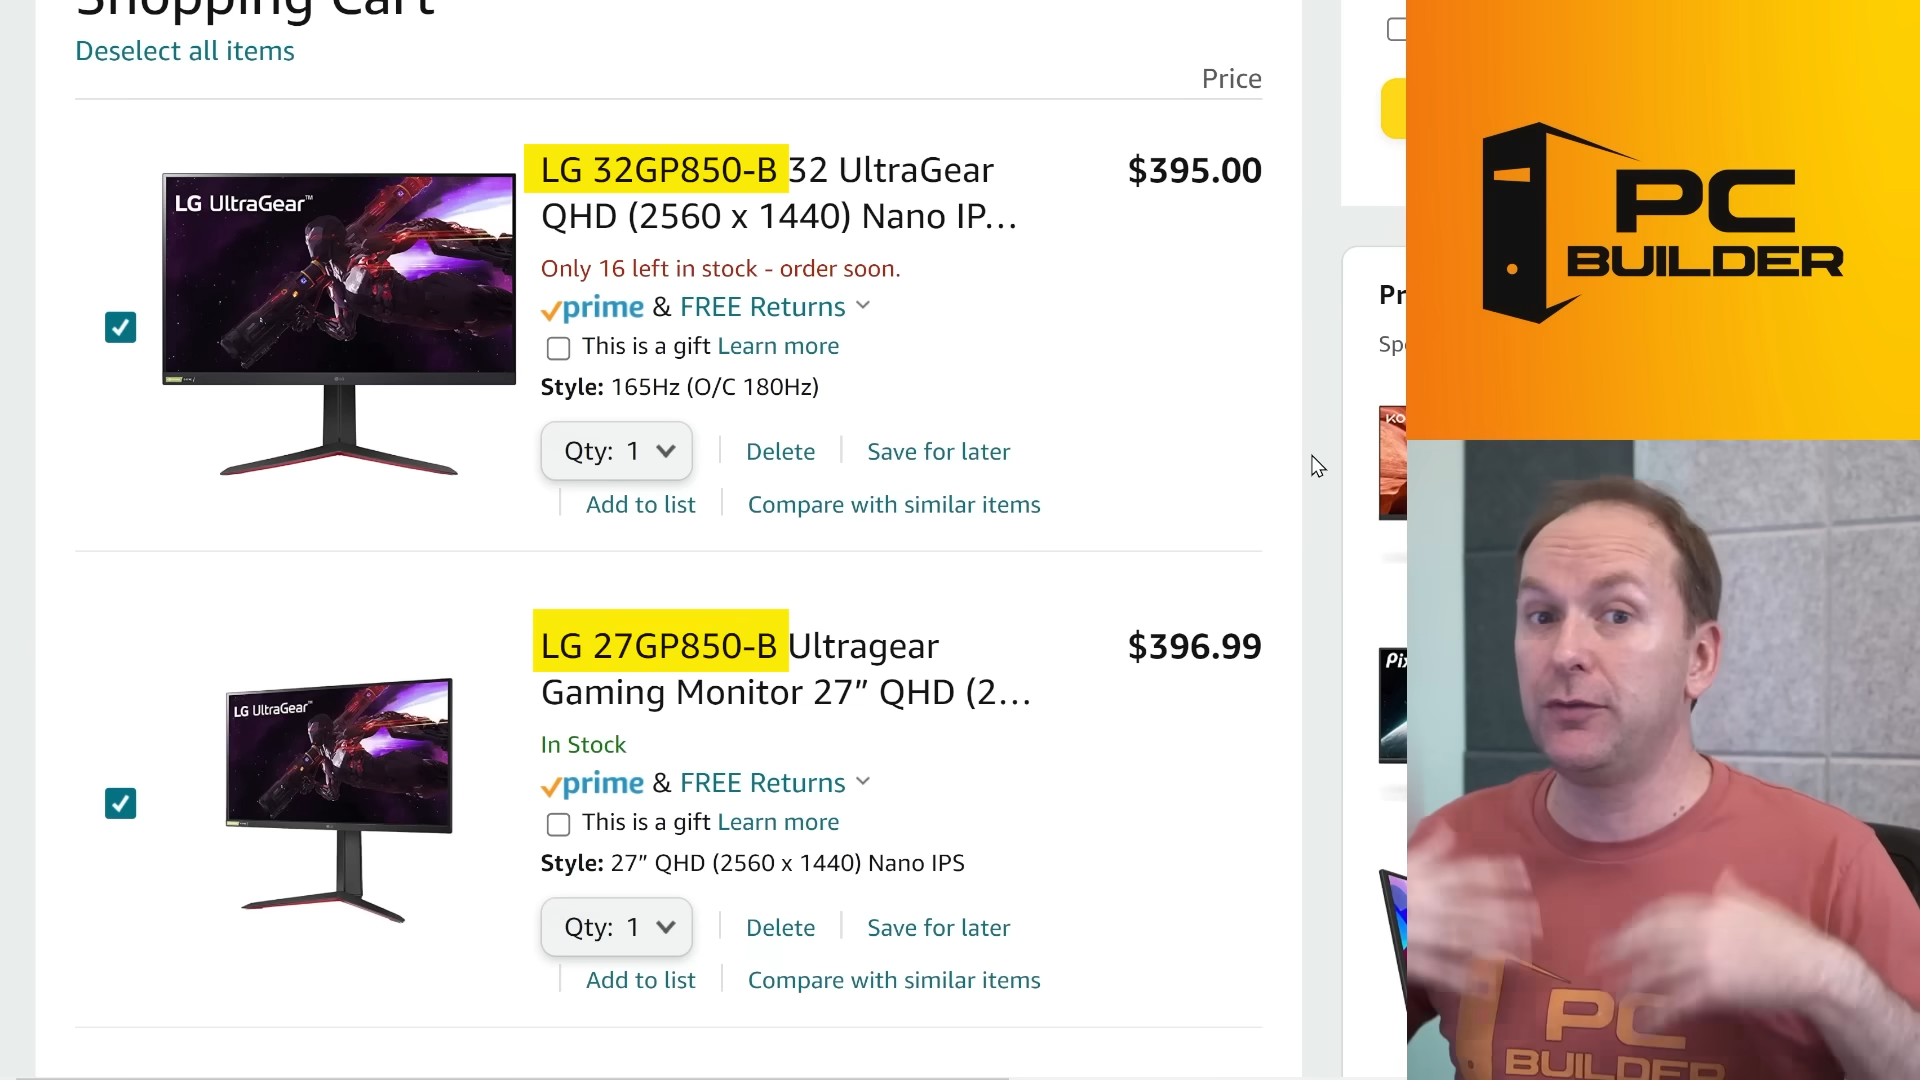 Shopping Cart
Deselect all items
Price
LG UltraGear™
LG 32GP850-B 32 UltraGear
QHD (2560 x 1440) Nano IP…
$395.00
Only 16 left in stock - order soon.
prime & FREE Returns
This is a gift Learn more
Style: 165Hz (O/C 180Hz)
Qty: 1
Delete
Save for later
Add to list
Compare with similar items
LG UltraGear™
LG 27GP850-B Ultragear
Gaming Monitor 27” QHD (2…
$396.99
In Stock
prime & FREE Returns
This is a gift Learn more
Style: 27” QHD (2560 x 1440) Nano IPS
Qty: 1
Delete
Save for later
Add to list
Compare with similar items
PC
BUILDER
PC
BUILDER